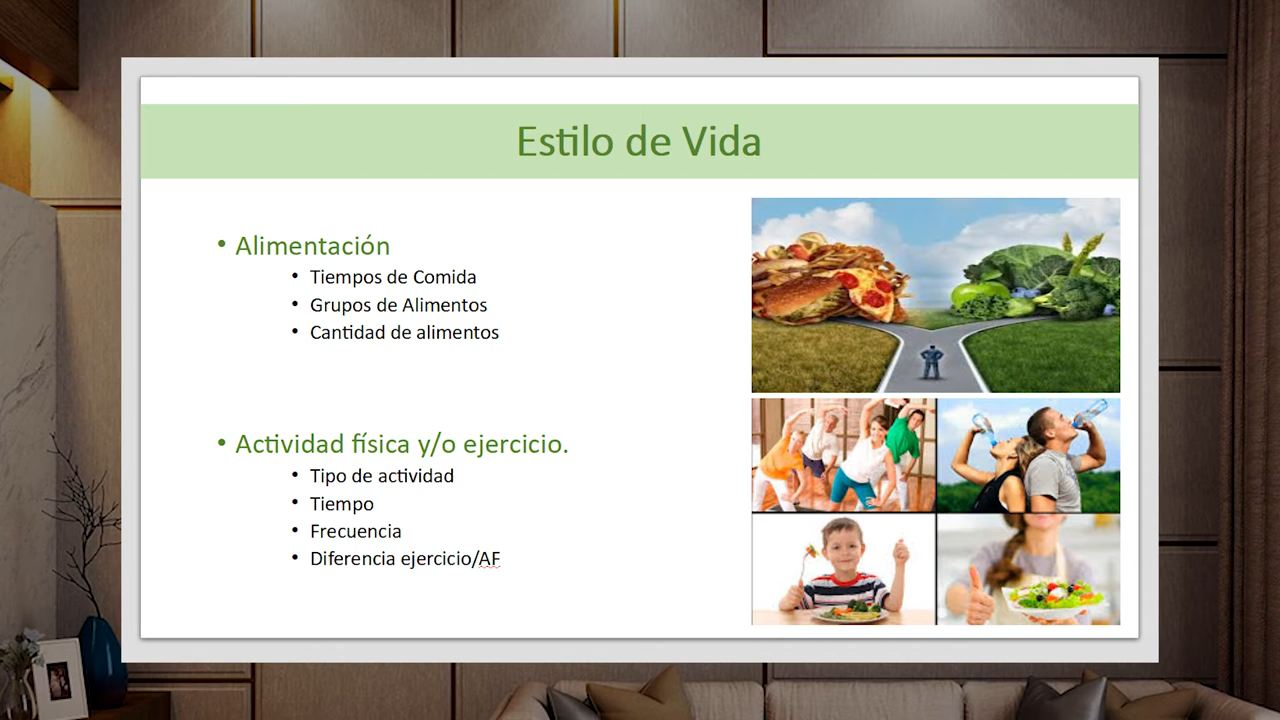 Estilo de Vida
• Alimentación
• Tiempos de Comida
• Grupos de Alimentos
• Cantidad de alimentos
• Actividad física y/o ejercicio.
• Tipo de actividad
• Tiempo
• Frecuencia
• Diferencia ejercicio/AF